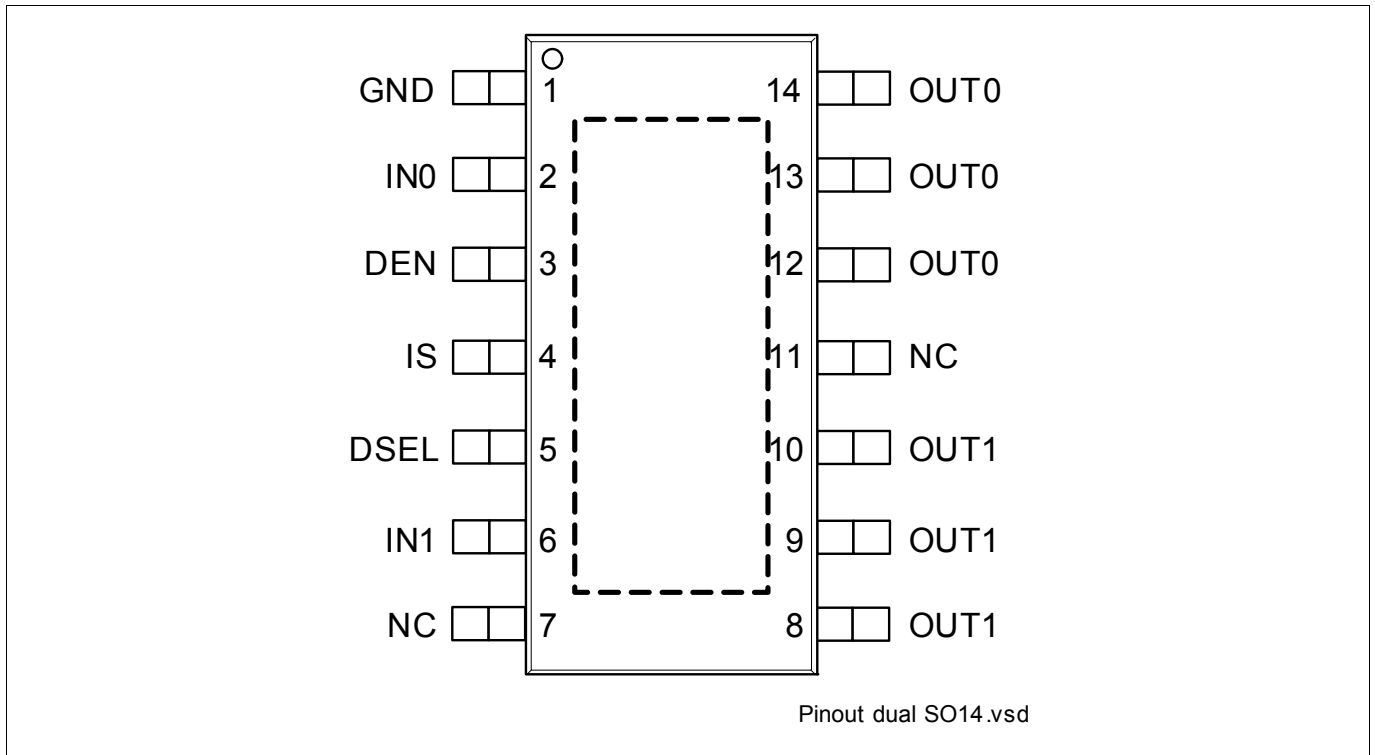 GND 1 14 OUT0
IN0 2 13 OUT0
DEN 3 12 OUT0
IS 4 11 NC
DSEL 5 10 OUT1
IN1 6 9 OUT1
NC 7 8 OUT1
Pinout dual SO14.vsd